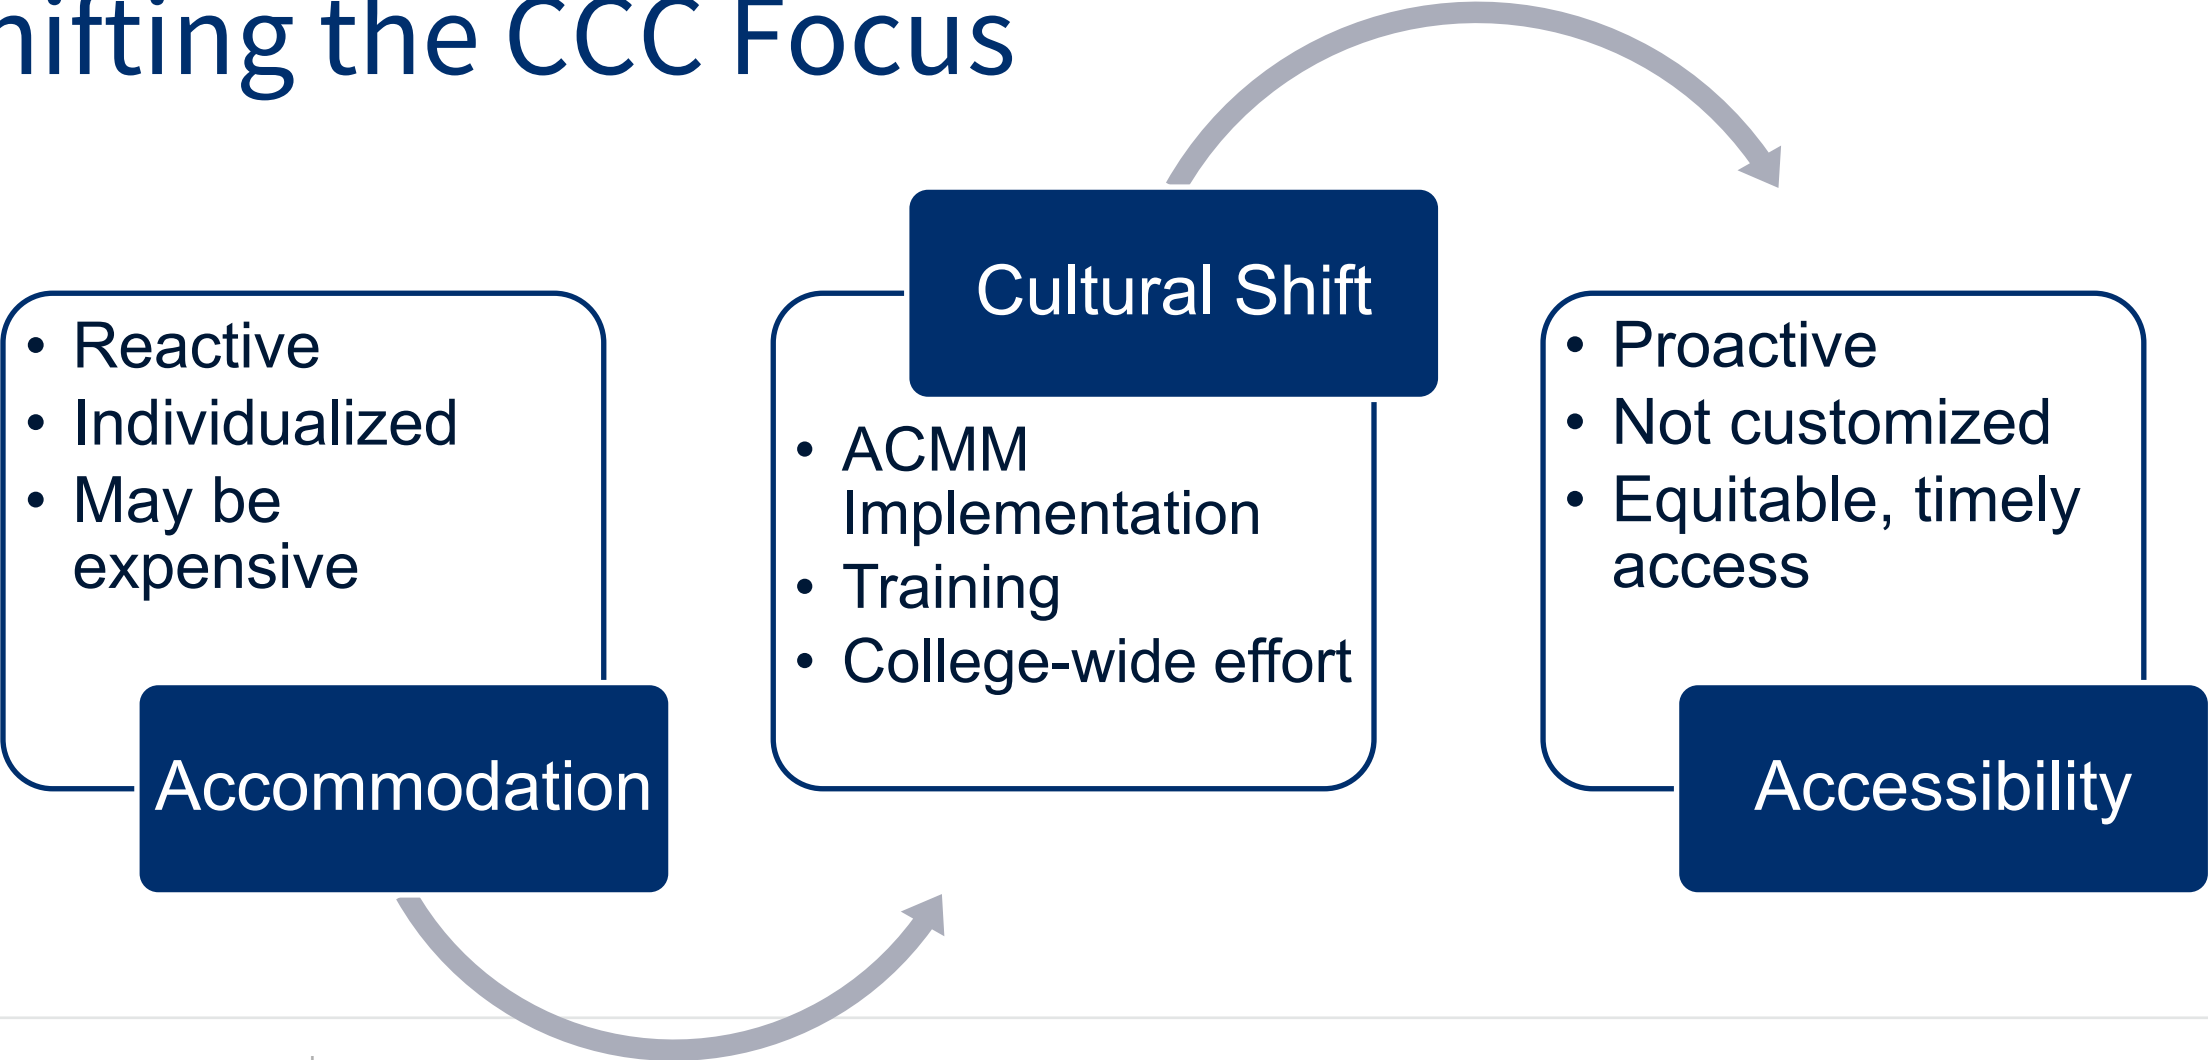 hifting the CCC Focus
• Reactive
• Individualized
• May be
expensive
Accommodation
Cultural Shift
• ACMM
Implementation
• Training
• College-wide effort
• Proactive
• Not customized
• Equitable, timely
access
Accessibility